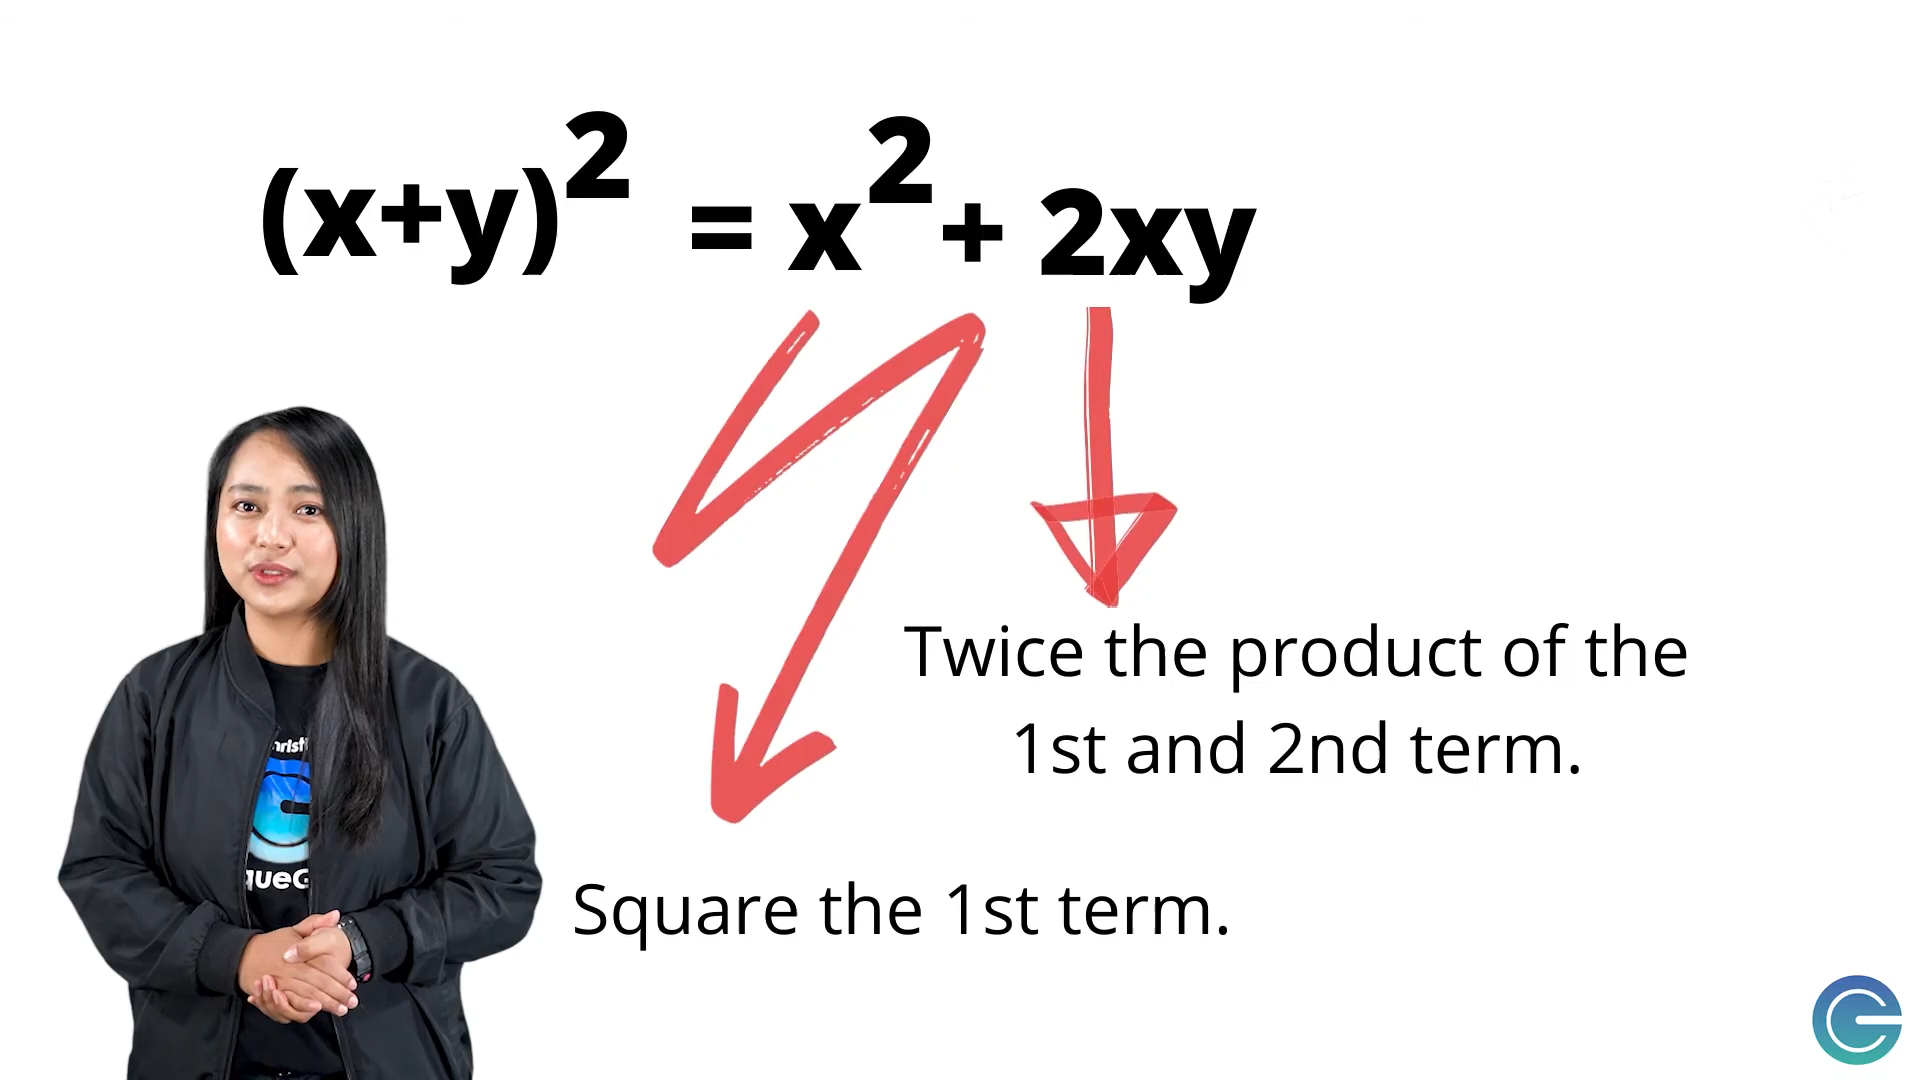 (x+y)² = x² + 2xy
Twice the product of the
1st and 2nd term.
Square the 1st term.